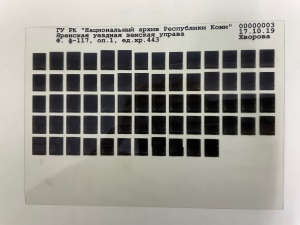 ГУ РК "Национальный архив Республики Коми" 00000003
Яренская уездная земская управа 17.10.19
Ф. ф-117, оп.1, ед.хр.443 Хворова